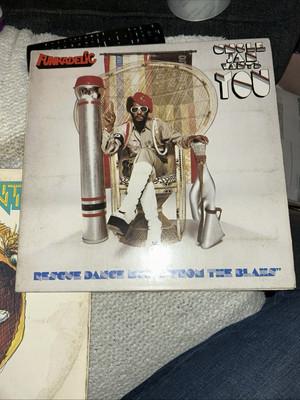 FUNKADELIC
UNCLE
JAM
WANTS
YOU
RESCUE DANCE MUSIC "FROM THE BLAHS"